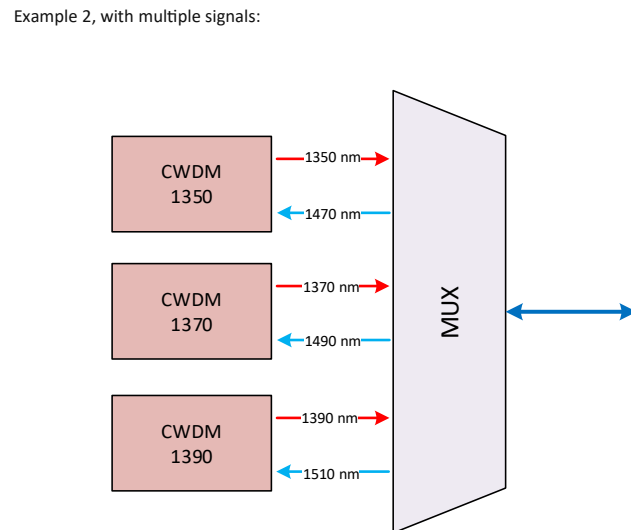 Example 2, with multiple signals:
CWDM
1350
1350 nm
1470 nm
CWDM
1370
1370 nm
1490 nm
CWDM
1390
1390 nm
1510 nm
MUX